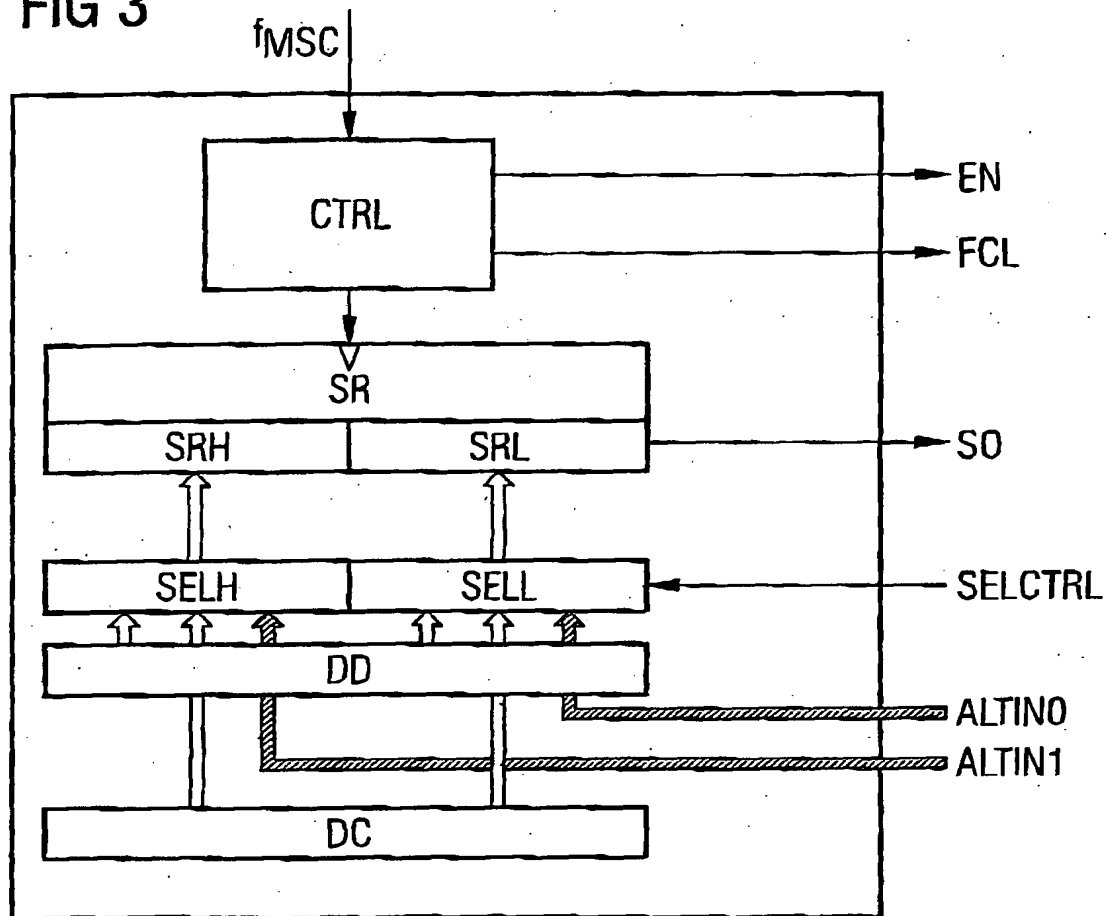 FIG 3
fMSC
CTRL
EN
FCL
SR
SRH
SRL
SO
SELH
SELL
SELCTRL
DD
ALTIN0
ALTIN1
DC